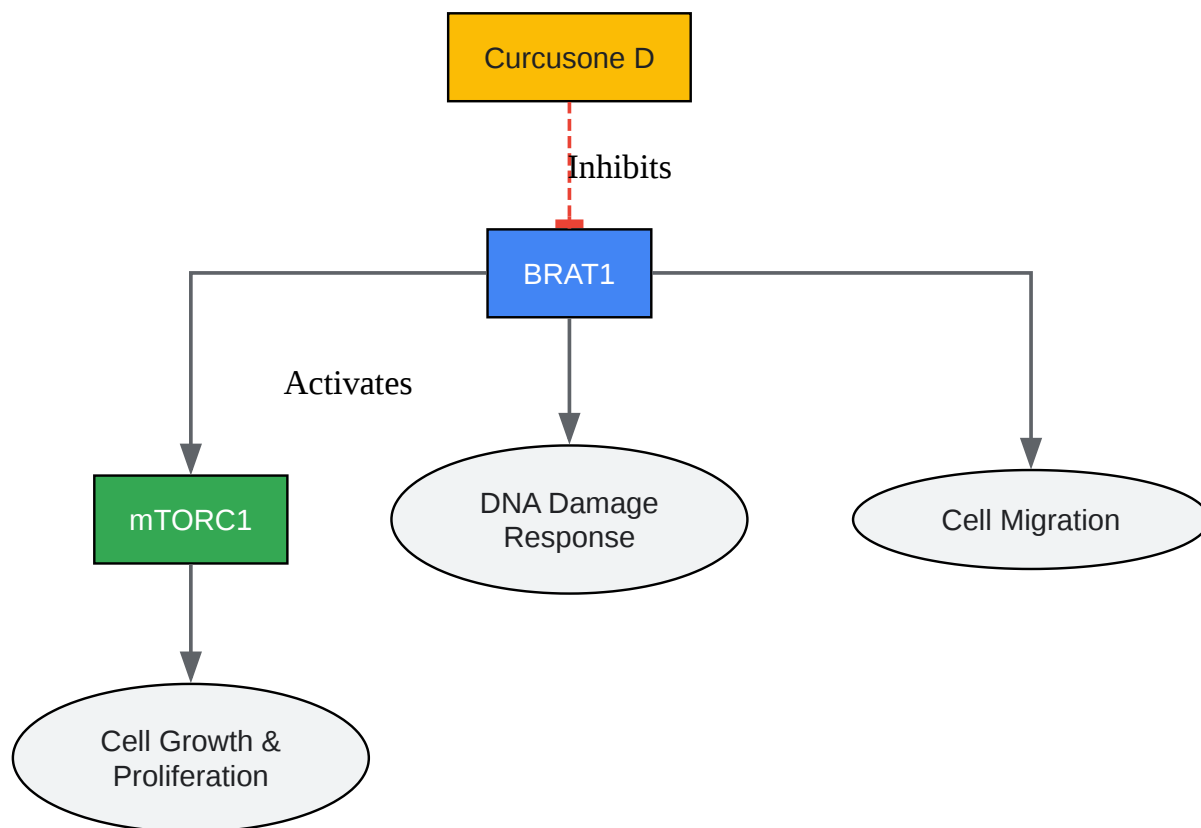 Curcusone D
Inhibits
BRAT1
Activates
mTORC1
DNA Damage
Response
Cell Migration
Cell Growth &
Proliferation